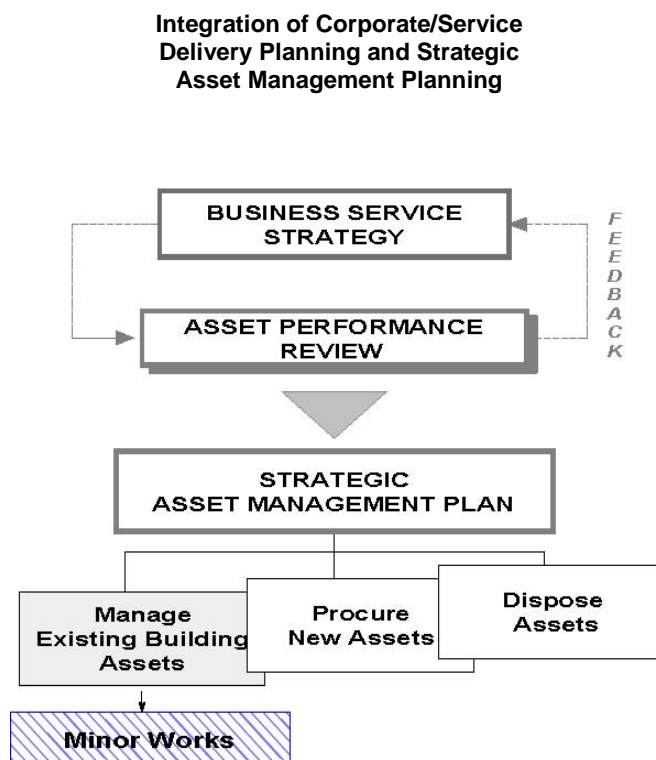 Integration of Corporate/Service
Delivery Planning and Strategic
Asset Management Planning
BUSINESS SERVICE
STRATEGY
FEEDBACK
ASSET PERFORMANCE
REVIEW
STRATEGIC
ASSET MANAGEMENT PLAN
Manage
Existing Building
Assets
Procure
New Assets
Dispose
Assets
Minor Works